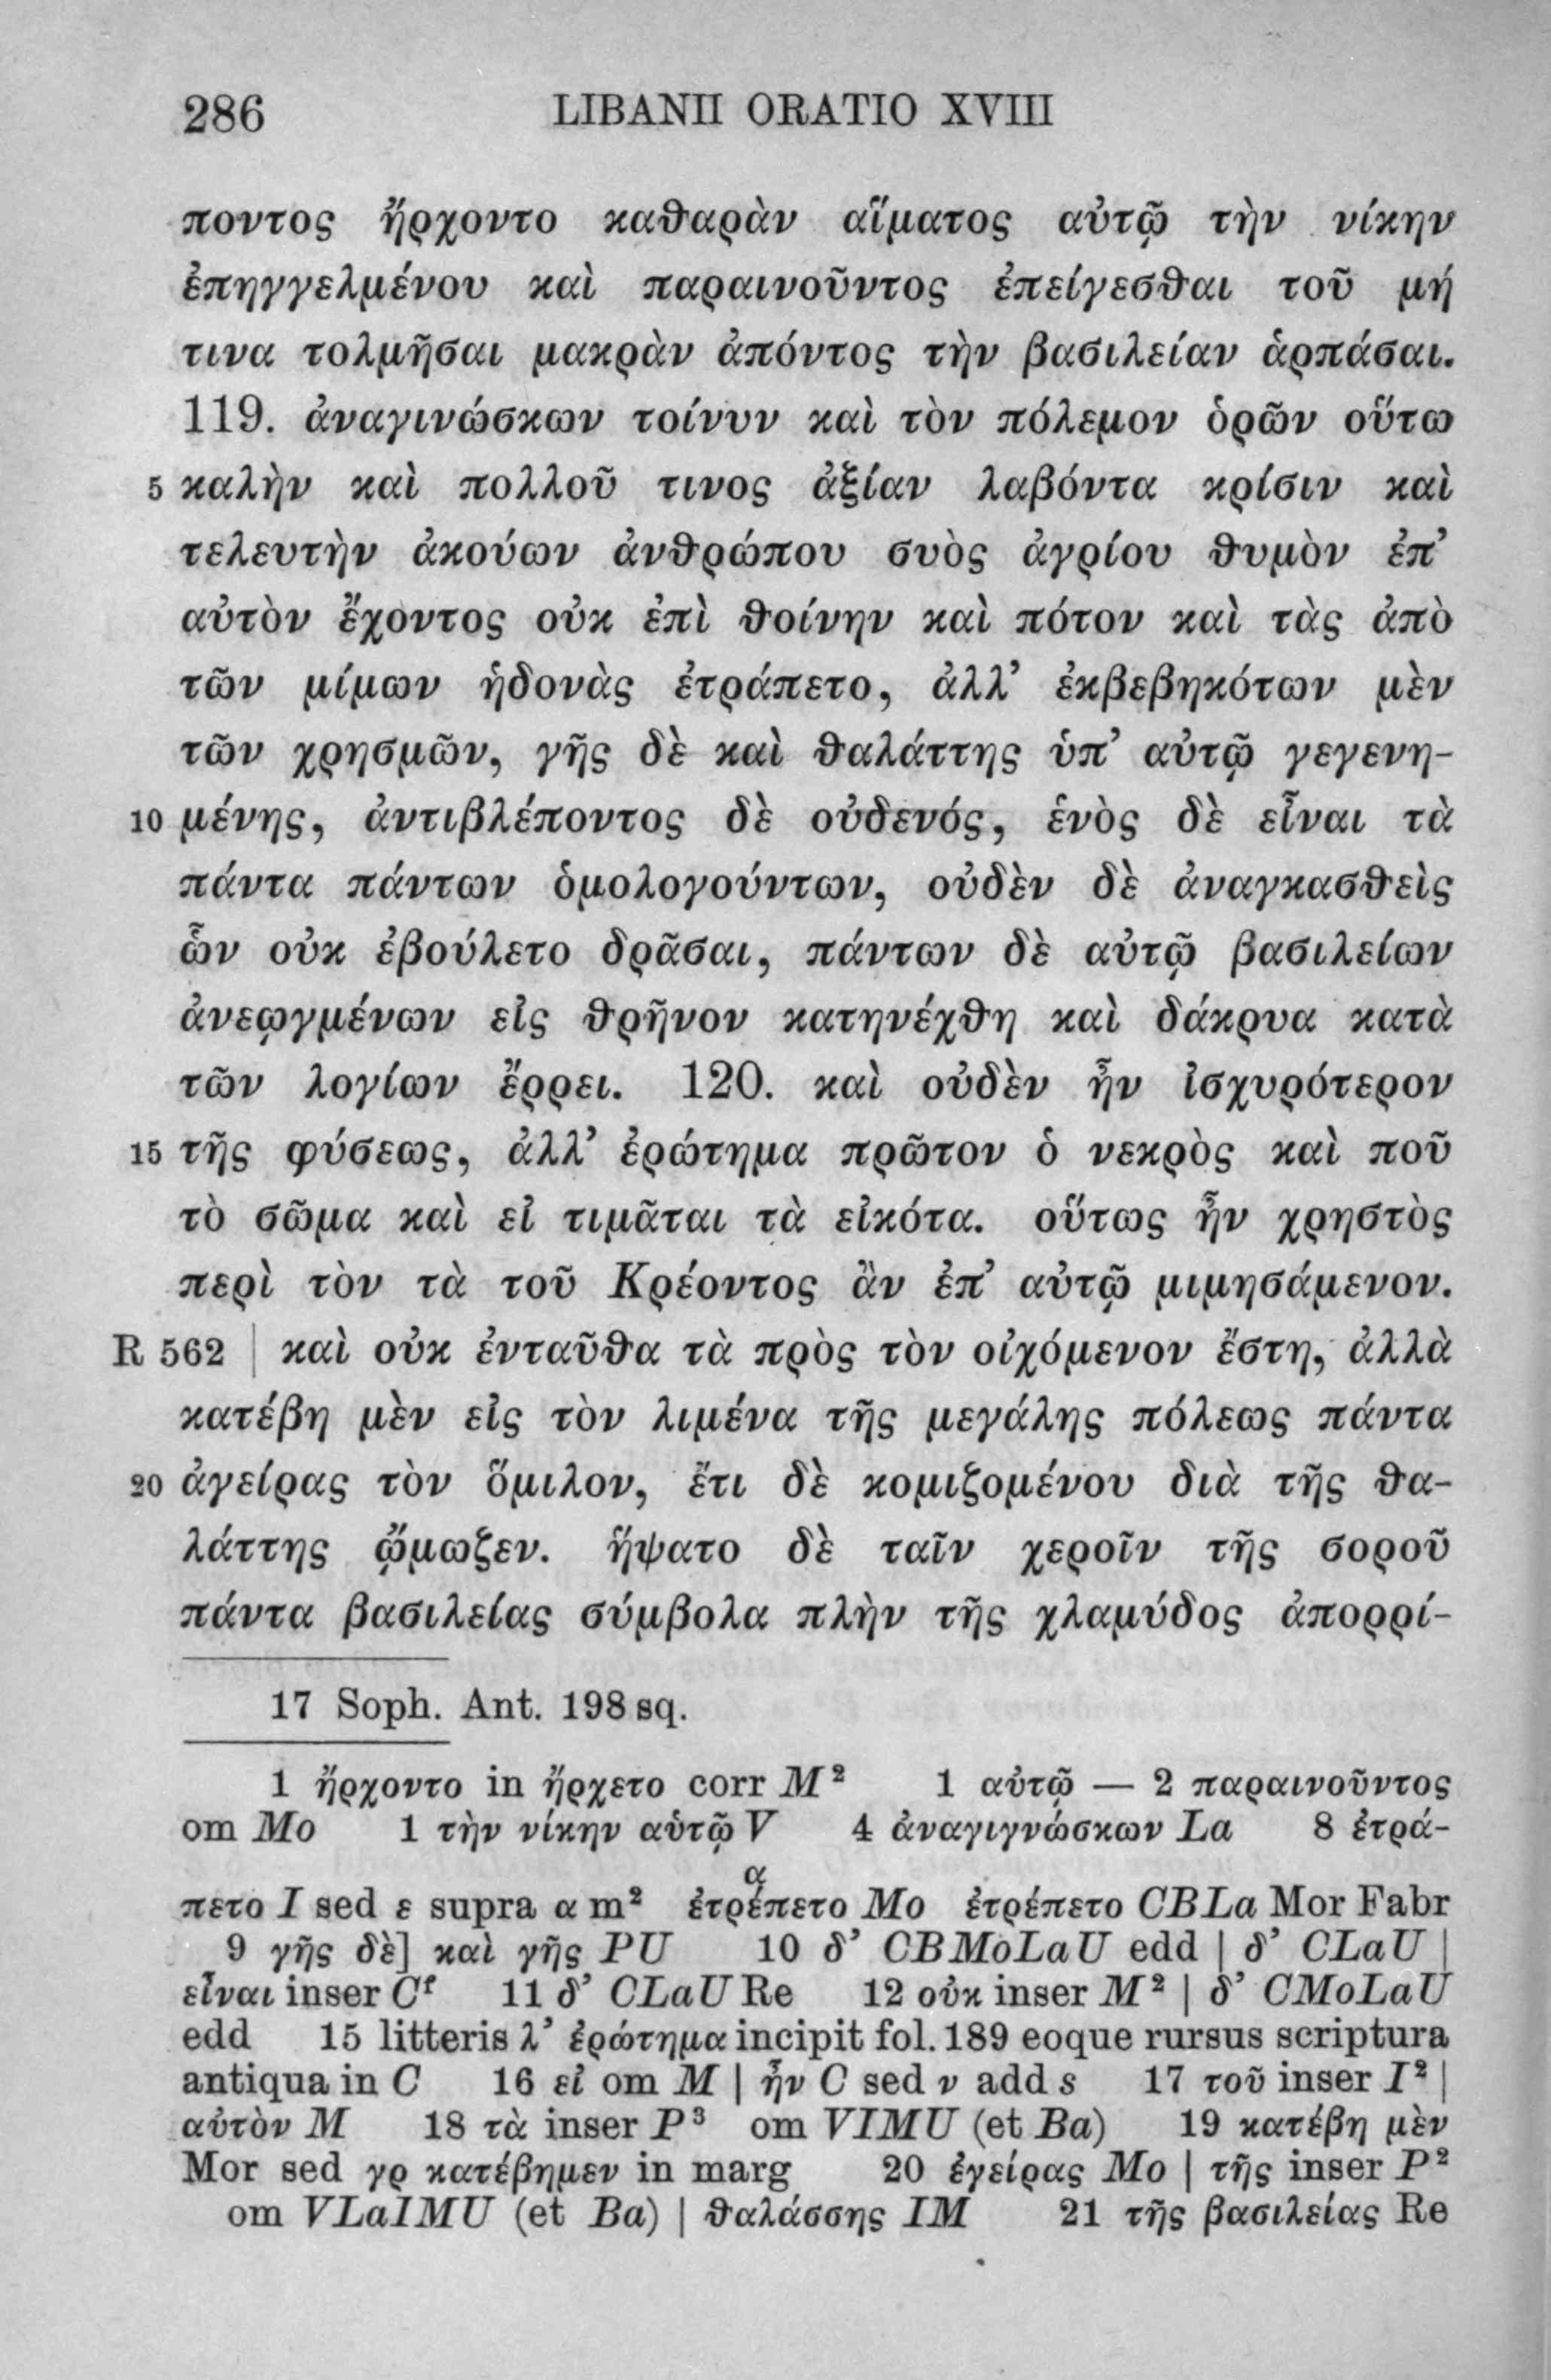 286 LIBANII ORATIO XVIII
ποντος ἤρχοντο καθαρὰν αἵματος αὐτῷ τὴν νίκην
ἐπηγγελμένου καὶ παραινοῦντος ἐπείγεσθαι τοῦ μή
τινα τολμῆσαι μακρὰν ἀπόντος τὴν βασιλείαν ἁρπάσαι.
119. ἀναγινώσκων τοίνυν καὶ τὸν πόλεμον ὁρῶν οὕτω
5 καλὴν καὶ πολλοῦ τινος ἀξίαν λαβόντα κρίσιν καὶ
τελευτὴν ἀκούων ἀνθρώπου συὸς ἀγρίου θυμὸν ἐπ’
αὐτὸν ἔχοντος οὐκ ἐπὶ θοίνην καὶ πότον καὶ τὰς ἀπὸ
τῶν μίμων ἡδονὰς ἐτράπετο, ἀλλ’ ἐκβεβηκότων μὲν
τῶν χρησμῶν, γῆς δὲ καὶ θαλάττης ὑπ’ αὐτῷ γεγενη-
10 μένης, ἀντιβλέποντος δὲ οὐδενός, ἑνὸς δὲ εἶναι τὰ
πάντα πάντων ὁμολογούντων, οὐδὲν δὲ ἀναγκασθεὶς
ὧν οὐκ ἐβούλετο δρᾶσαι, πάντων δὲ αὐτῷ βασιλείων
ἀνεῳγμένων εἰς θρῆνον κατηνέχθη καὶ δάκρυα κατὰ
τῶν λογίων ἔρρει. 120. καὶ οὐδὲν ἦν ἰσχυρότερον
15 τῆς φύσεως, ἀλλ’ ἐρώτημα πρῶτον ὁ νεκρὸς καὶ ποῦ
τὸ σῶμα καὶ εἰ τιμᾶται τὰ εἰκότα. οὕτως ἦν χρηστὸς
περὶ τὸν τὰ τοῦ Κρέοντος ἂν ἐπ’ αὐτῷ μιμησάμενον.
R 562 | καὶ οὐκ ἐνταῦθα τὰ πρὸς τὸν οἰχόμενον ἔστη, ἀλλὰ
κατέβη μὲν εἰς τὸν λιμένα τῆς μεγάλης πόλεως πάντα
20 ἀγείρας τὸν ὅμιλον, ἔτι δὲ κομιζομένου διὰ τῆς θα-
λάττης ᾤμωζεν. ἥψατο δὲ ταῖν χεροῖν τῆς σοροῦ
πάντα βασιλείας σύμβολα πλὴν τῆς χλαμύδος ἀπορρί-
17 Soph. Ant. 198 sq.
1 ἤρχοντο in ἤρχετο corr M² 1 αὐτῷ — 2 παραινοῦντος
om Mo 1 τὴν νίκην αὑτῷ V 4 ἀναγιγνώσκων La 8 ἐτρά-
α
πετο I sed ε supra α m² ἐτρέπετο Mo ἐτρέπετο CBLa Mor Fabr
9 γῆς δὲ] καὶ γῆς PU 10 δ’ CBMoLaU edd | δ’ CLaU |
εἶναι inser Cᶠ 11 δ’ CLaU Re 12 οὐκ inser M² | δ’ CMoLaU
edd 15 litteris λ’ ἐρώτημα incipit fol. 189 eoque rursus scriptura
antiqua in C 16 εἰ om M | ἦν C sed ν add s 17 τοῦ inser I² |
αὐτὸν M 18 τὰ inser P³ om VIMU (et Ba) 19 κατέβη μὲν
Mor sed γρ κατέβημεν in marg 20 ἐγείρας Mo | τῆς inser P²
om VLaIMU (et Ba) | θαλάσσης IM 21 τῆς βασιλείας Re